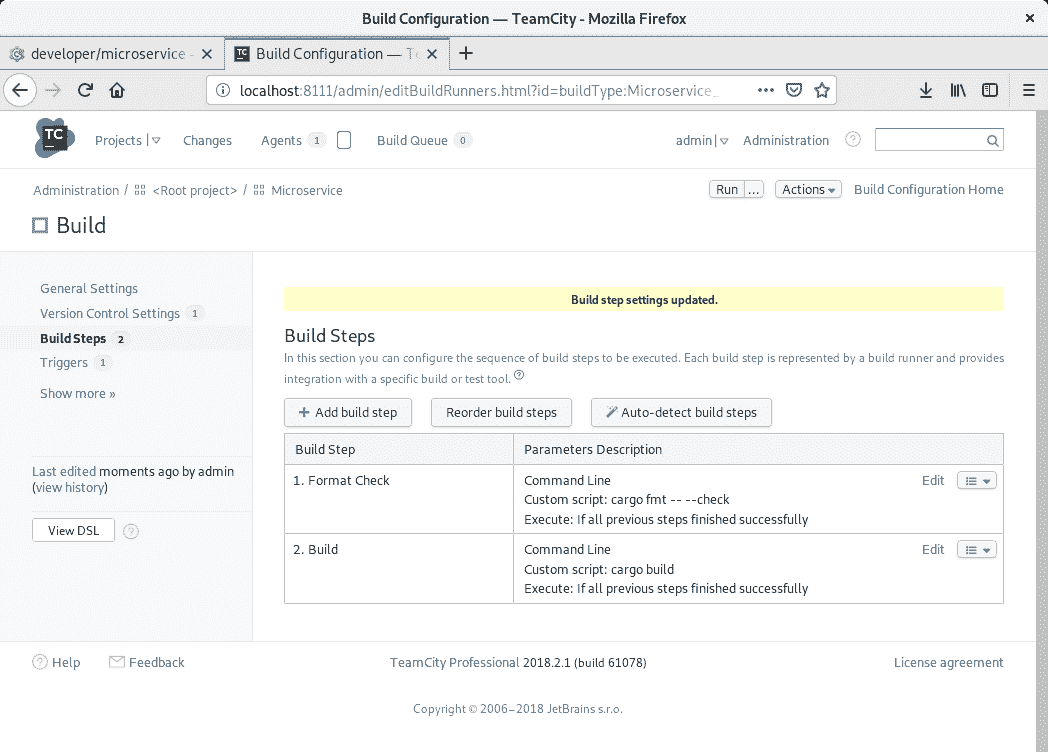 Build Configuration — TeamCity - Mozilla Firefox
developer/microservice -
TC Build Configuration —
localhost:8111/admin/editBuildRunners.html?id=buildType:Microservice_
TC Projects Changes Agents 1 Build Queue 0 admin Administration ?
Administration / <Root project> / Microservice Run ... Actions Build Configuration Home
Build
General Settings
Version Control Settings 1
Build Steps 2
Triggers 1
Show more »
Last edited moments ago by admin
(view history)
View DSL ?
Build step settings updated.
Build Steps
In this section you can configure the sequence of build steps to be executed. Each build step is represented by a build runner and provides
integration with a specific build or test tool. ?
+ Add build step Reorder build steps Auto-detect build steps
Build Step Parameters Description
1. Format Check Command Line Edit
Custom script: cargo fmt -- --check
Execute: If all previous steps finished successfully
2. Build Command Line Edit
Custom script: cargo build
Execute: If all previous steps finished successfully
? Help Feedback TeamCity Professional 2018.2.1 (build 61078) License agreement
Copyright © 2006–2018 JetBrains s.r.o.